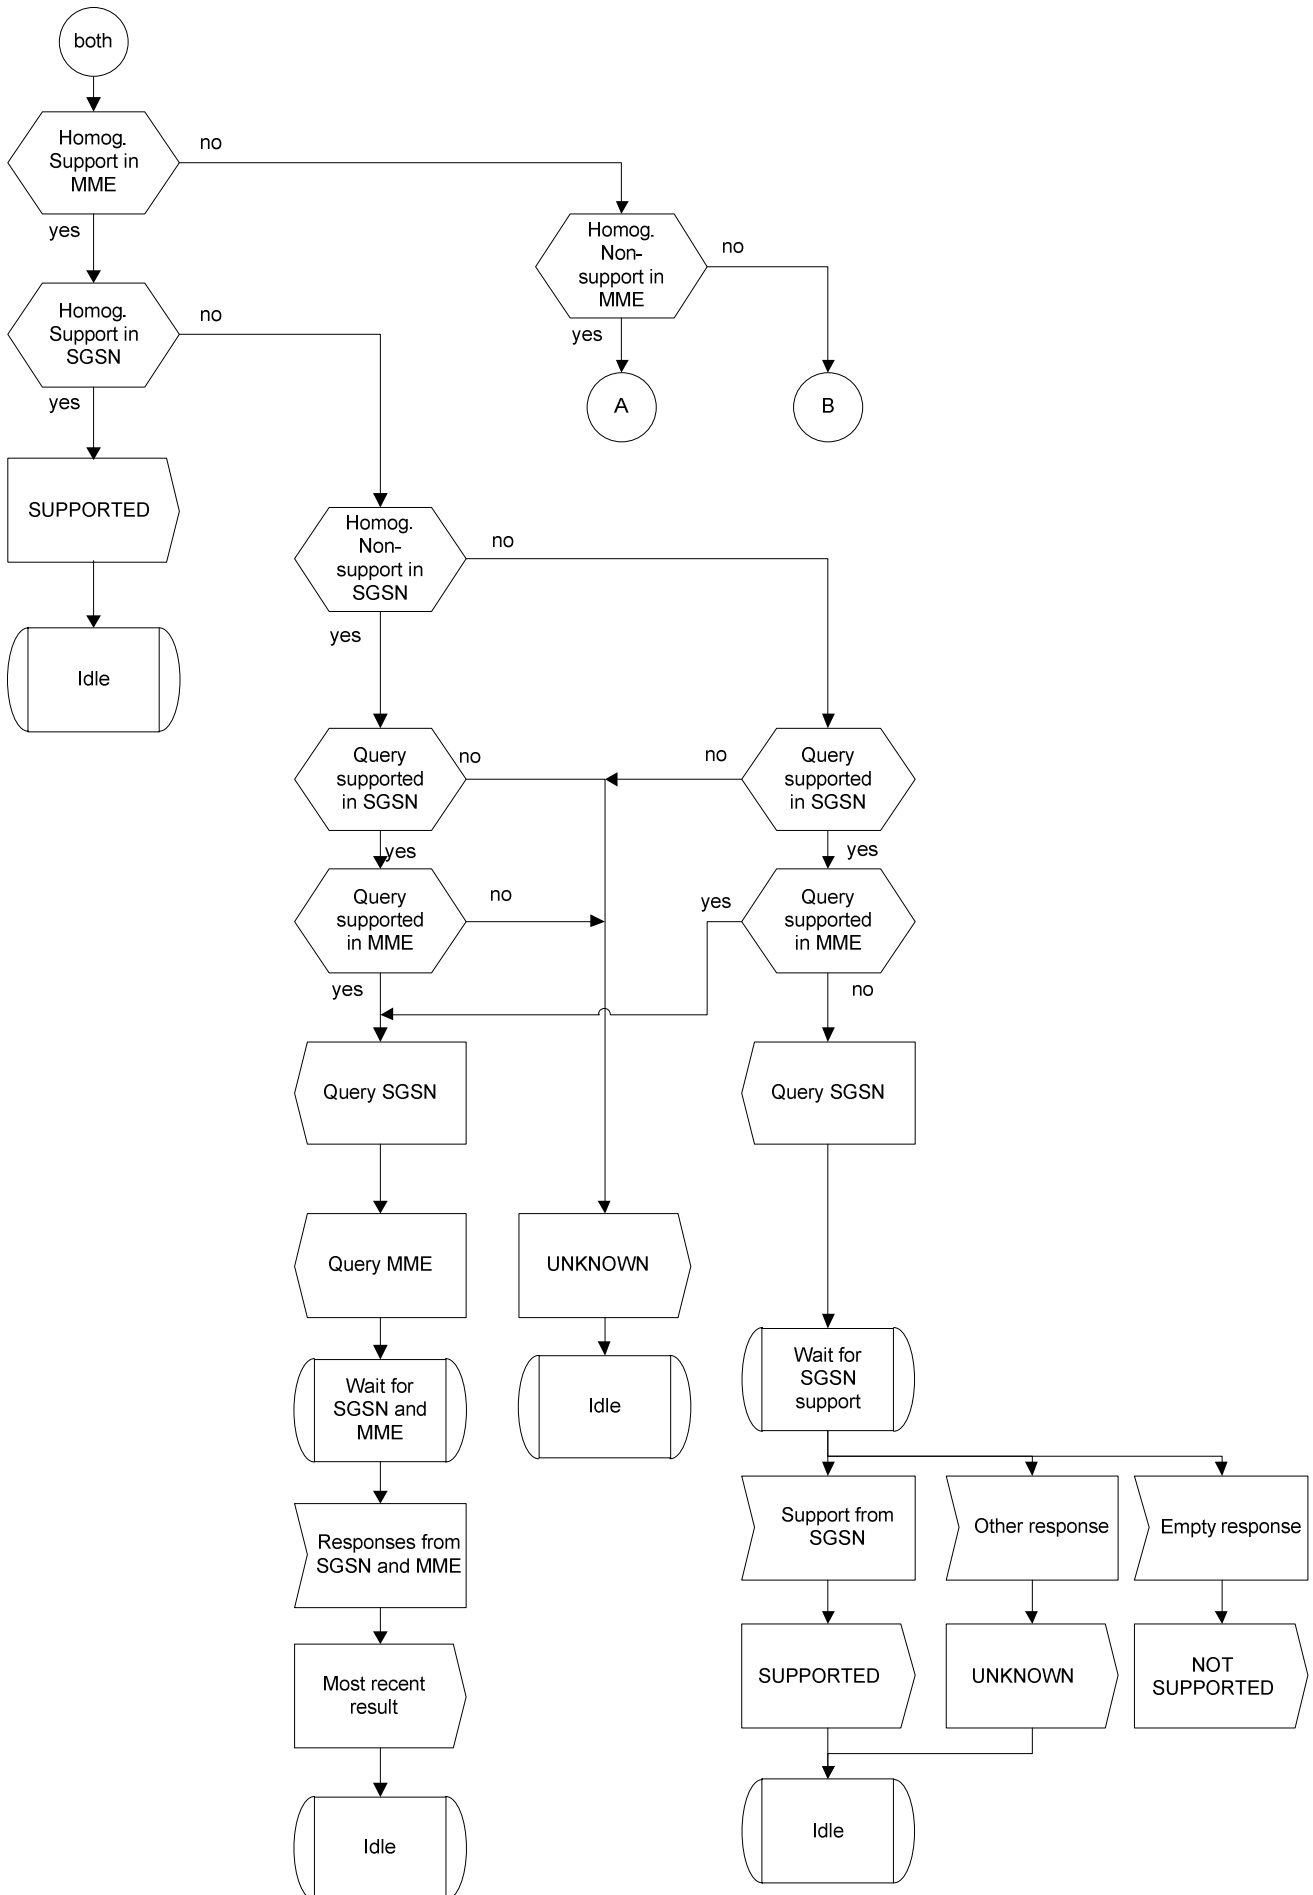 both
Homog.
Support in
MME
no
yes
Homog.
Non-
support in
MME
no
yes
A
B
Homog.
Support in
SGSN
no
yes
SUPPORTED
Idle
Homog.
Non-
support in
SGSN
no
yes
Query
supported
in SGSN
no
yes
no
Query
supported
in SGSN
yes
Query
supported
in MME
no
yes
yes
Query
supported
in MME
no
Query SGSN
Query SGSN
Query MME
UNKNOWN
Wait for
SGSN and
MME
Idle
Wait for
SGSN
support
Responses from
SGSN and MME
Support from
SGSN
Other response
Empty response
Most recent
result
SUPPORTED
UNKNOWN
NOT
SUPPORTED
Idle
Idle